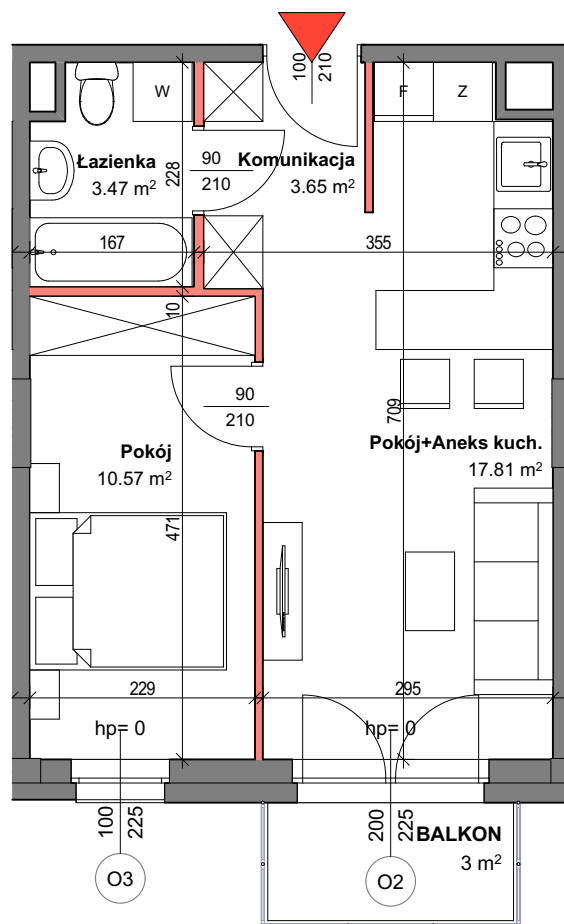 100
210
W
F
Z
Łazienka
3.47 m²
228
90
210
Komunikacja
3.65 m²
167
355
10
90
210
709
Pokój
10.57 m²
Pokój+Aneks kuch.
17.81 m²
471
229
295
hp= 0
hp= 0
100
225
200
225
BALKON
3 m²
O3
O2